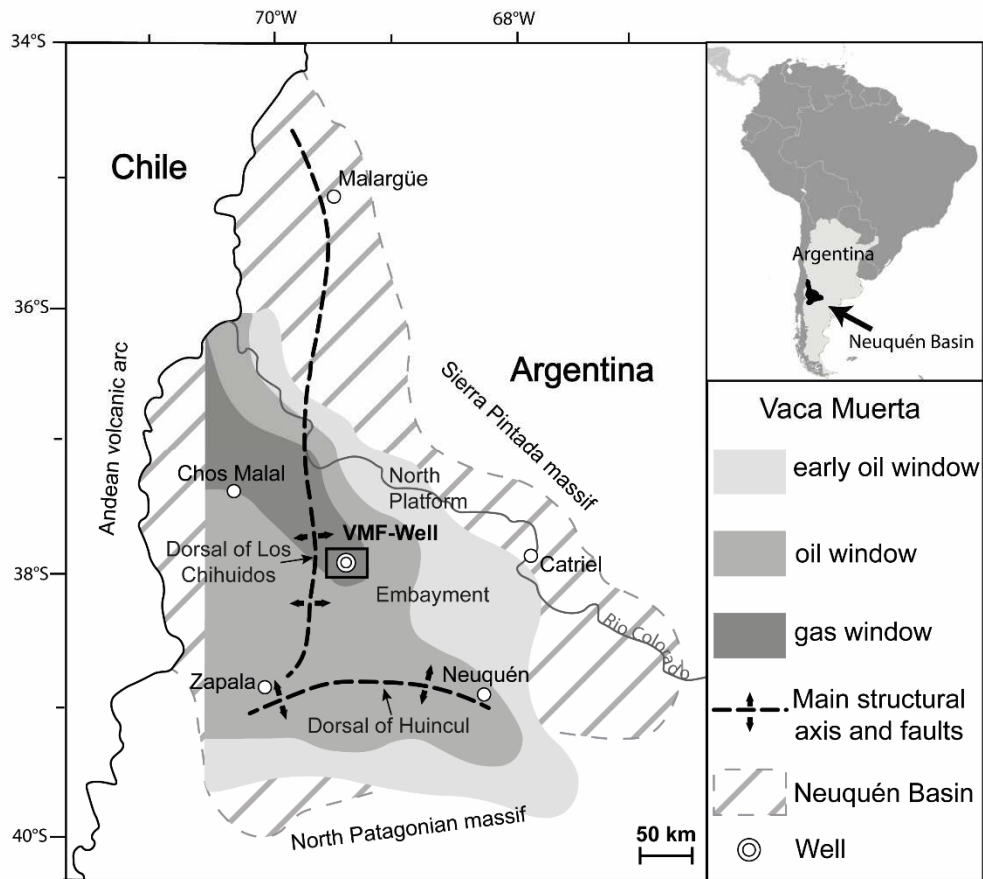 70°W
68°W
34°S
36°S
38°S
40°S
Chile
Malargüe
Argentina
Andean volcanic arc
Sierra Pintada massif
Chos Malal
North
Platform
VMF-Well
Dorsal of Los
Chihuidos
Catriel
Embayment
Rio Colorado
Zapala
Neuquén
Dorsal of Huincul
North Patagonian massif
50 km
Argentina
Neuquén Basin
Vaca Muerta
early oil window
oil window
gas window
Main structural
axis and faults
Neuquén Basin
Well